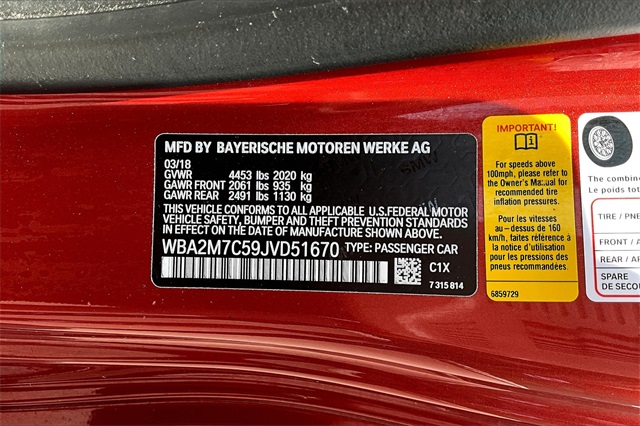 MFD BY BAYERISCHE MOTOREN WERKE AG
03/18
GVWR 4453 lbs 2020 kg
GAWR FRONT 2061 lbs 935 kg
GAWR REAR 2491 lbs 1130 kg
THIS VEHICLE CONFORMS TO ALL APPLICABLE U.S.FEDERAL MOTOR
VEHICLE SAFETY, BUMPER AND THEFT PREVENTION STANDARDS
IN EFFECT ON THE DATE OF MANUFACTURE SHOWN ABOVE.
WBA2M7C59JVD51670 TYPE: PASSENGER CAR
C1X
7 315 814
IMPORTANT!
For speeds above
100mph, please refer to
the Owner's Manual for
recommended tire
inflation pressures.
Pour les vitesses
au- dessus de 160
km/h, faites référence à
la notice d'utilisation
pour les pressions des
pneus recommandées.
6859729
The combine
Le poids to
TIRE / PN
FRONT / A
REAR / AR
SPARE
DE SECOU